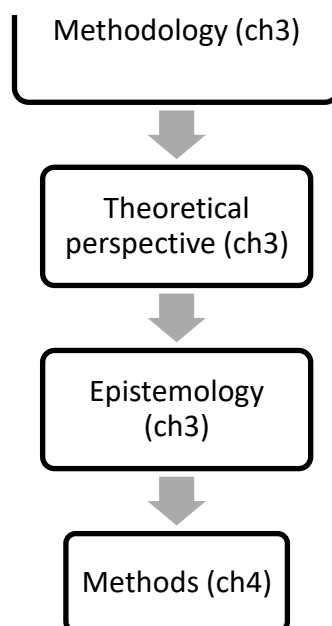 Methodology (ch3)
Theoretical
perspective (ch3)
Epistemology
(ch3)
Methods (ch4)